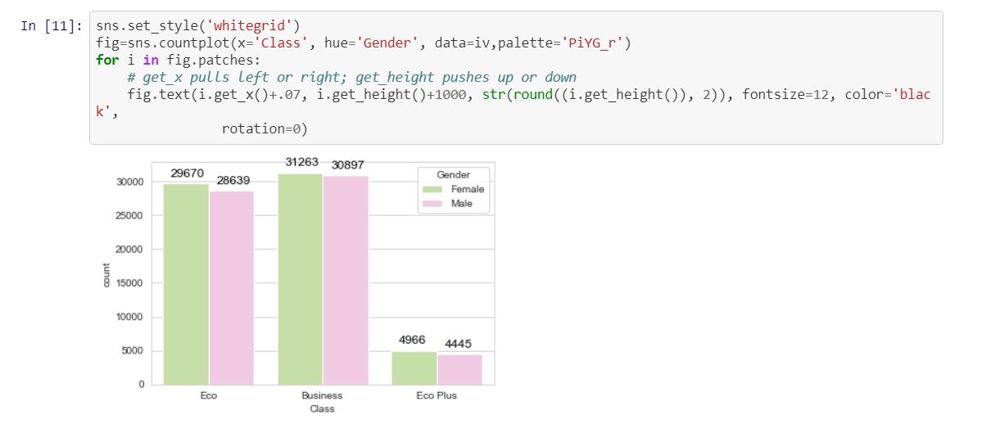 In [11]: sns.set_style('whitegrid')
fig=sns.countplot(x='Class', hue='Gender', data=iv,palette='PiYG_r')
for i in fig.patches:
    # get_x pulls left or right; get_height pushes up or down
    fig.text(i.get_x()+.07, i.get_height()+1000, str(round((i.get_height()), 2)), fontsize=12, color='blac
k',
                rotation=0)
31263 30897
29670 28639
Gender
Female
Male
30000
25000
20000
15000
10000
5000
0
count
4966 4445
Eco Business Eco Plus
Class